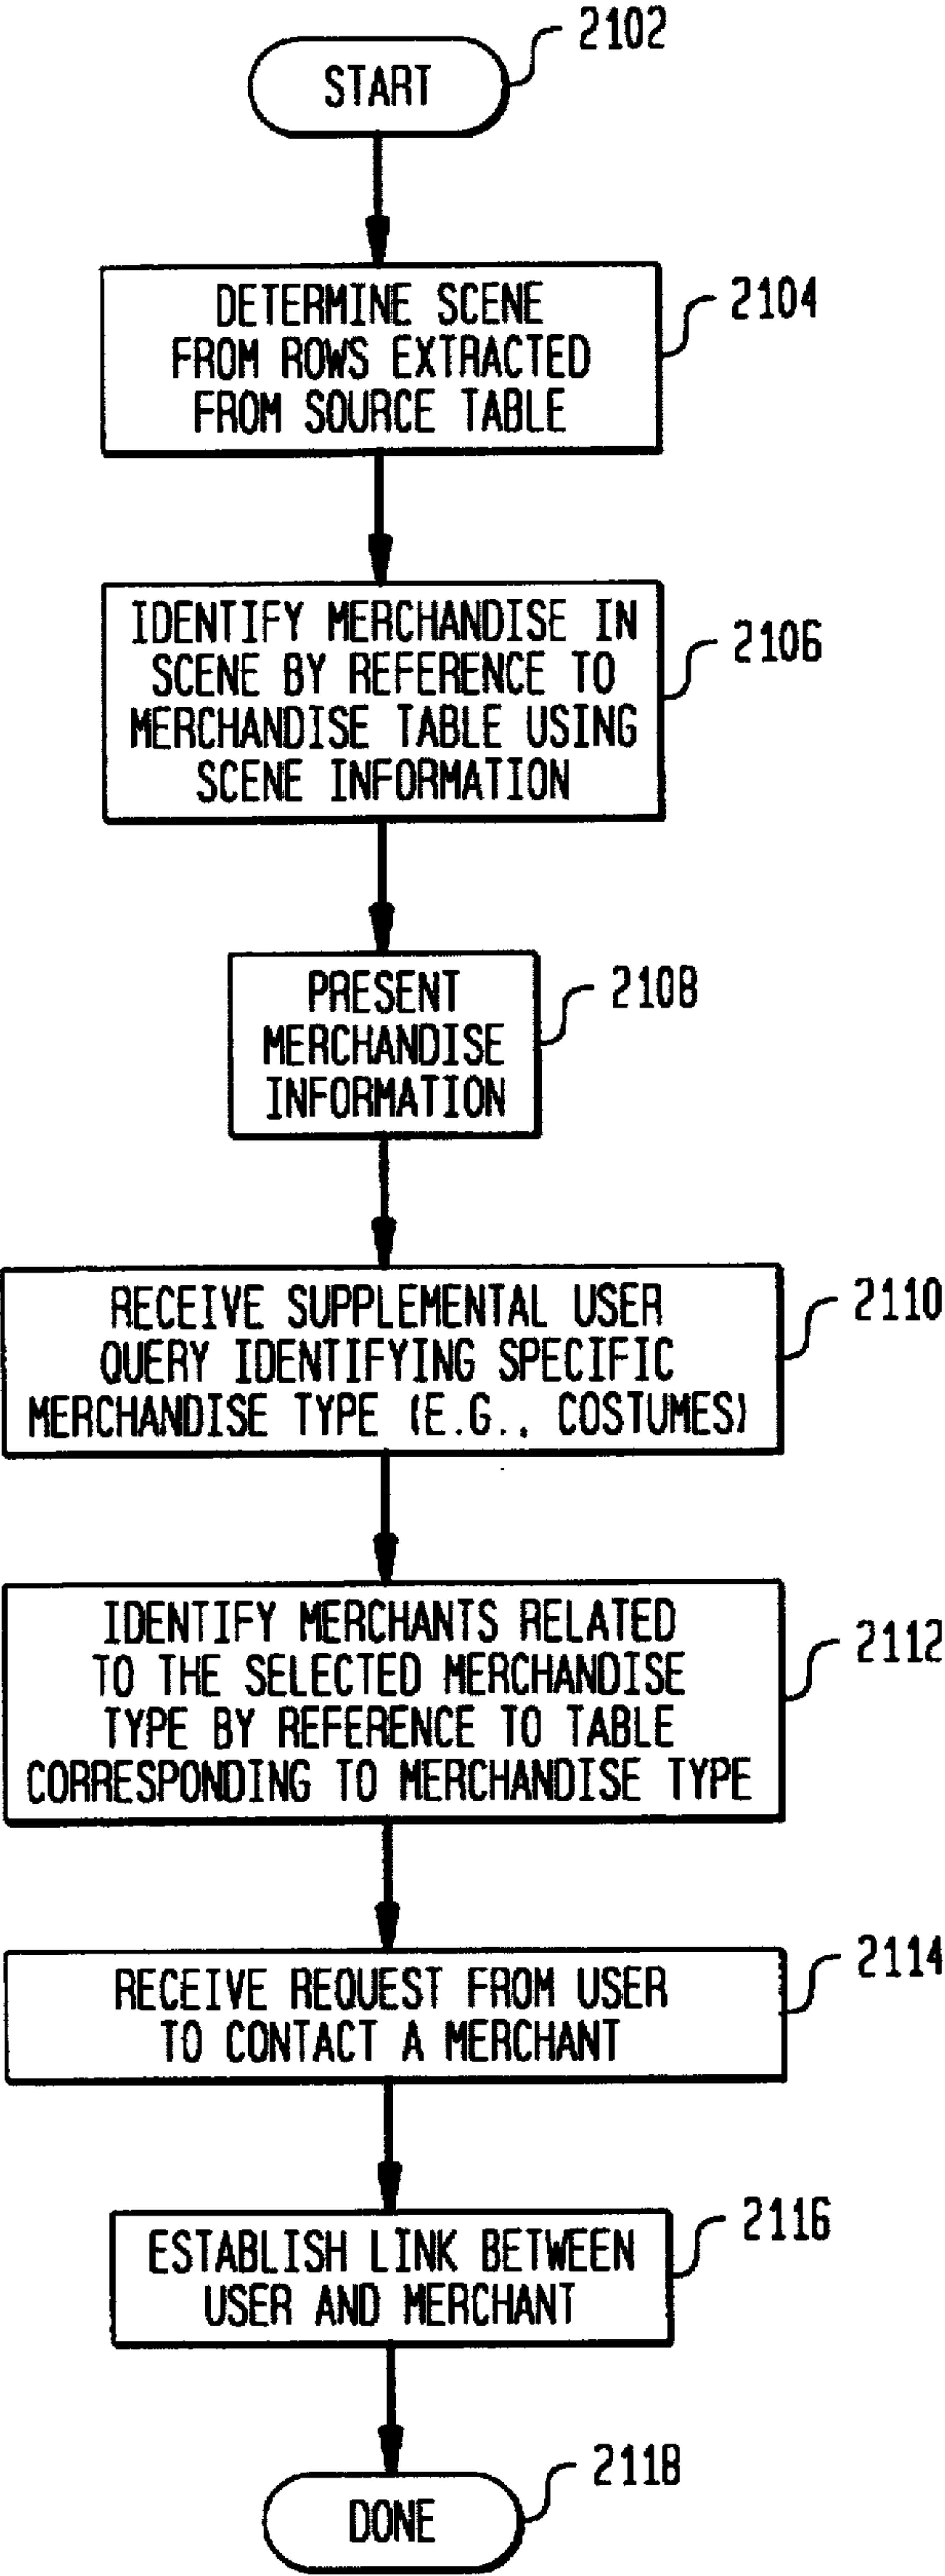 START
2102
DETERMINE SCENE
FROM ROWS EXTRACTED
FROM SOURCE TABLE
2104
IDENTIFY MERCHANDISE IN
SCENE BY REFERENCE TO
MERCHANDISE TABLE USING
SCENE INFORMATION
2106
PRESENT
MERCHANDISE
INFORMATION
2108
RECEIVE SUPPLEMENTAL USER
QUERY IDENTIFYING SPECIFIC
MERCHANDISE TYPE (E.G., COSTUMES)
2110
IDENTIFY MERCHANTS RELATED
TO THE SELECTED MERCHANDISE
TYPE BY REFERENCE TO TABLE
CORRESPONDING TO MERCHANDISE TYPE
2112
RECEIVE REQUEST FROM USER
TO CONTACT A MERCHANT
2114
ESTABLISH LINK BETWEEN
USER AND MERCHANT
2116
DONE
2118